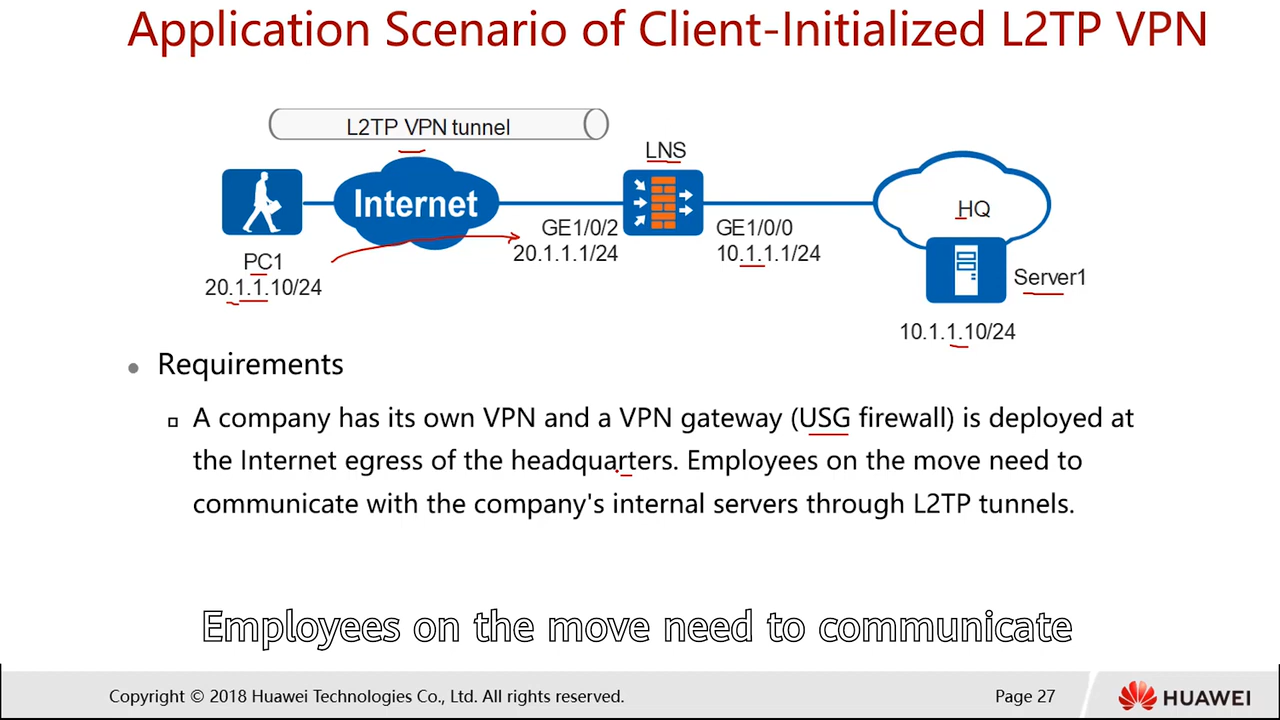 Application Scenario of Client-Initialized L2TP VPN
L2TP VPN tunnel
LNS
Internet
HQ
GE1/0/2
GE1/0/0
20.1.1.1/24
10.1.1.1/24
PC1
20.1.1.10/24
Server1
10.1.1.10/24
Requirements
A company has its own VPN and a VPN gateway (USG firewall) is deployed at
the Internet egress of the headquarters. Employees on the move need to
communicate with the company's internal servers through L2TP tunnels.
Employees on the move need to communicate
Copyright © 2018 Huawei Technologies Co., Ltd. All rights reserved.
Page 27
HUAWEI